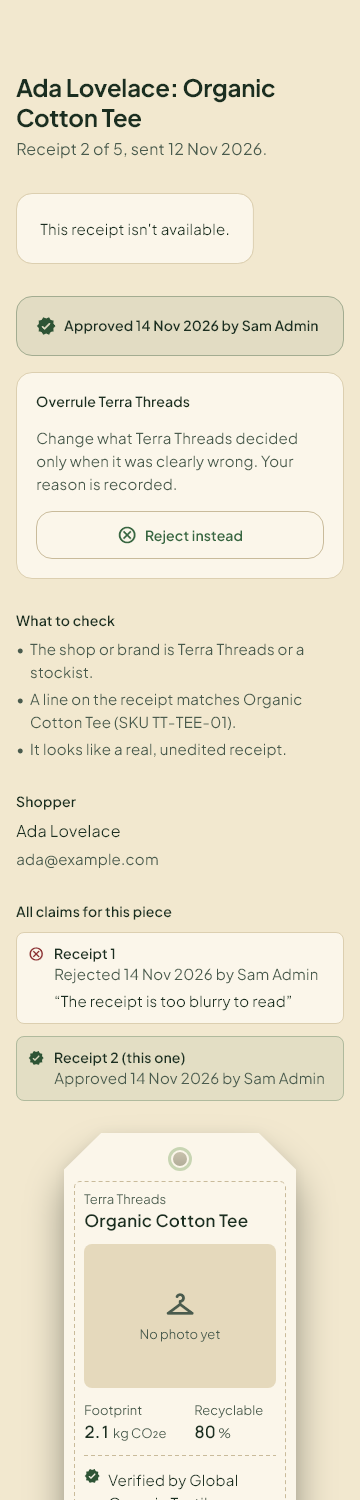 Ada Lovelace: Organic
Cotton Tee
Receipt 2 of 5, sent 12 Nov 2026.
This receipt isn't available.
Approved 14 Nov 2026 by Sam Admin
Overrule Terra Threads
Change what Terra Threads decided
only when it was clearly wrong. Your
reason is recorded.
Reject instead
What to check
• The shop or brand is Terra Threads or a
stockist.
• A line on the receipt matches Organic
Cotton Tee (SKU TT-TEE-01).
• It looks like a real, unedited receipt.
Shopper
Ada Lovelace
ada@example.com
All claims for this piece
Receipt 1
Rejected 14 Nov 2026 by Sam Admin
“The receipt is too blurry to read”
Receipt 2 (this one)
Approved 14 Nov 2026 by Sam Admin
Terra Threads
Organic Cotton Tee
No photo yet
Footprint Recyclable
2.1 kg CO₂e 80 %
Verified by Global